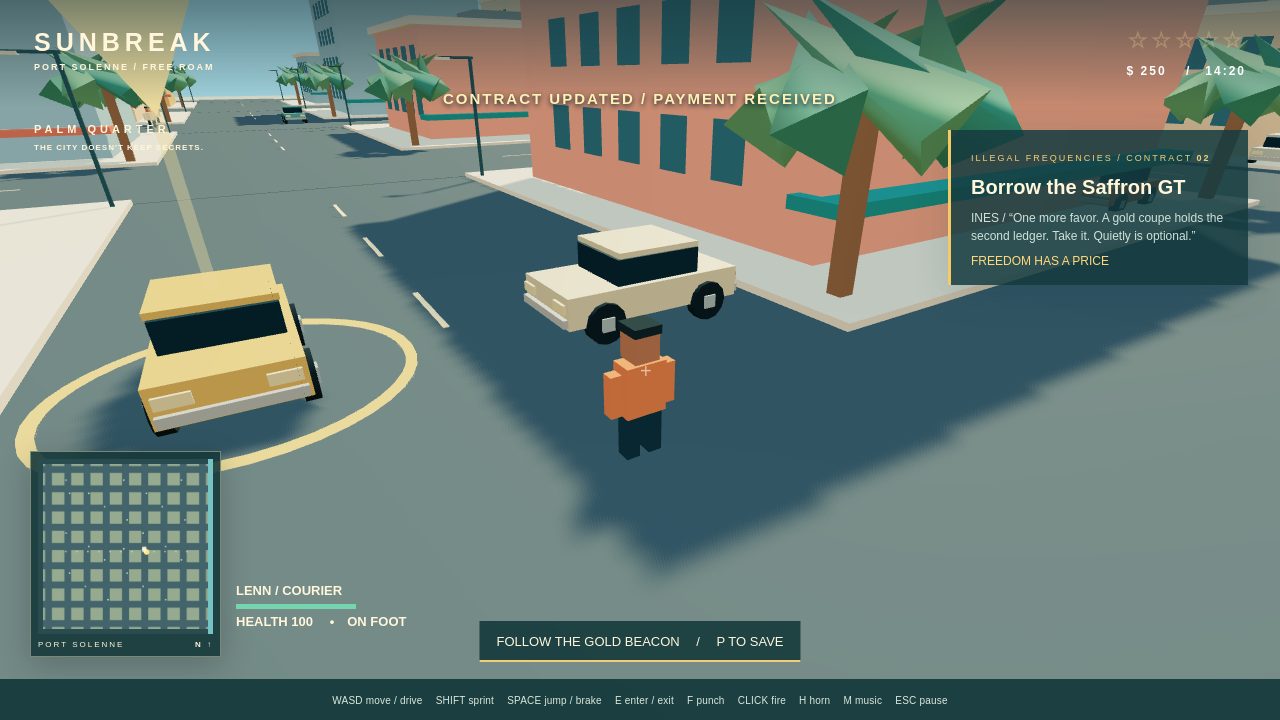 SUNBREAK
PORT SOLENNE / FREE ROAM
$ 250 / 14:20
CONTRACT UPDATED / PAYMENT RECEIVED
PALM QUARTER
THE CITY DOESN'T KEEP SECRETS.
ILLEGAL FREQUENCIES / CONTRACT 02
Borrow the Saffron GT
INES / “One more favor. A gold coupe holds the
second ledger. Take it. Quietly is optional.”
FREEDOM HAS A PRICE
LENN / COURIER
HEALTH 100 • ON FOOT
PORT SOLENNE N ↑
FOLLOW THE GOLD BEACON / P TO SAVE
WASD move / drive SHIFT sprint SPACE jump / brake E enter / exit F punch CLICK fire H horn M music ESC pause